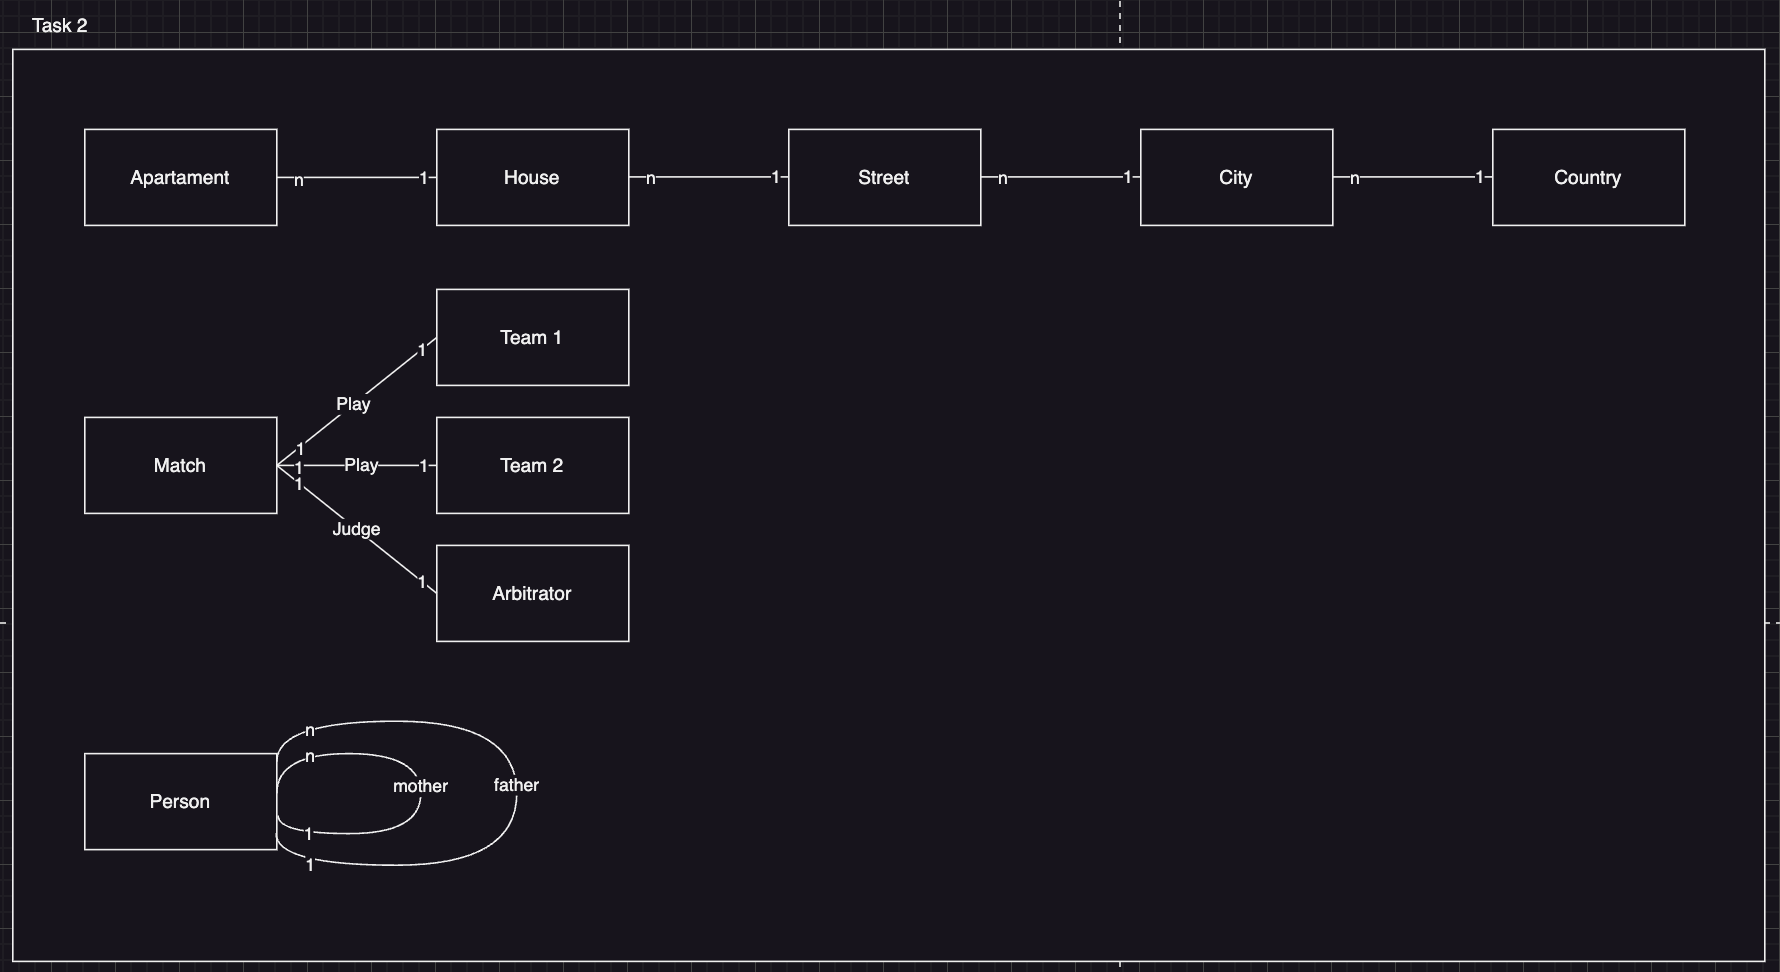 Task 2
Apartament n 1 House n 1 Street n 1 City n 1 Country
Team 1
1
Play
1
Match 1 Play 1 Team 2
1
Judge
1
Arbitrator
n
n
mother father
Person
1
1